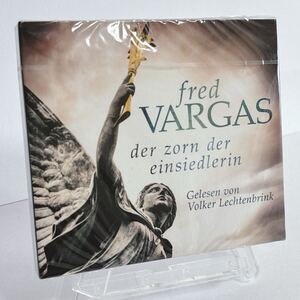 fred
VARGAS
der zorn der
einsiedlerin
Gelesen von
Volker Lechtenbrink